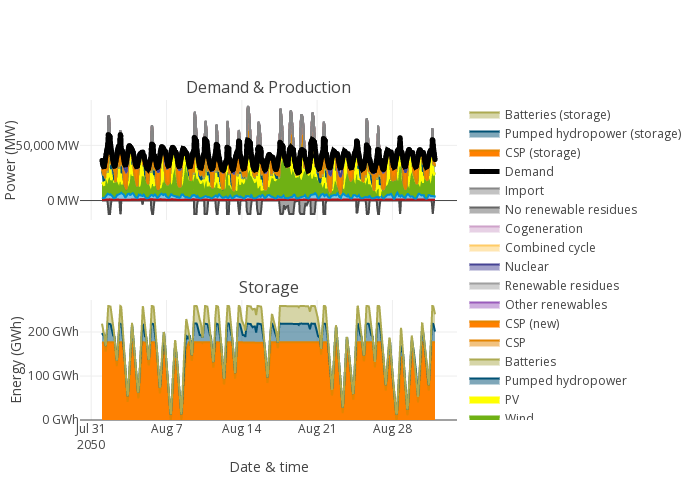 Demand & Production
Power (MW)
50,000 MW
0 MW
Storage
Energy (GWh)
200 GWh
100 GWh
0 GWh
Jul 31
2050
Aug 7
Aug 14
Aug 21
Aug 28
Date & time
Batteries (storage)
Pumped hydropower (storage)
CSP (storage)
Demand
Import
No renewable residues
Cogeneration
Combined cycle
Nuclear
Renewable residues
Other renewables
CSP (new)
CSP
Batteries
Pumped hydropower
PV
Wind